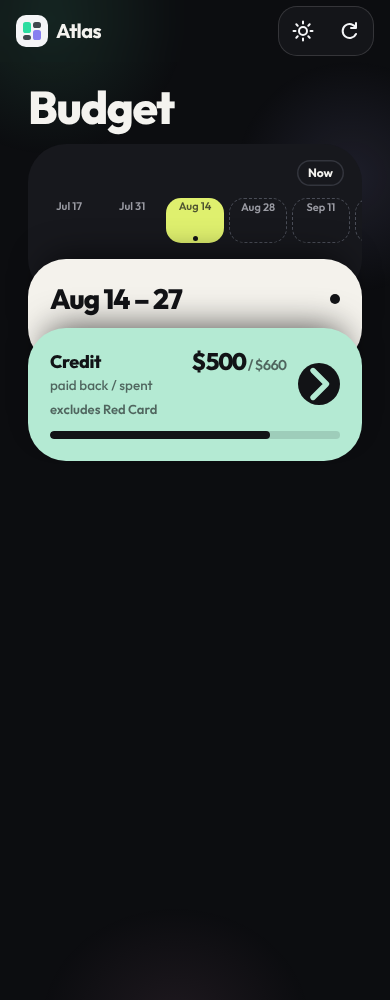 Atlas
Budget
Now
Jul 17 Jul 31 Aug 14 Aug 28 Sep 11
Aug 14 – 27
Credit $500 / $660
paid back / spent
excludes Red Card